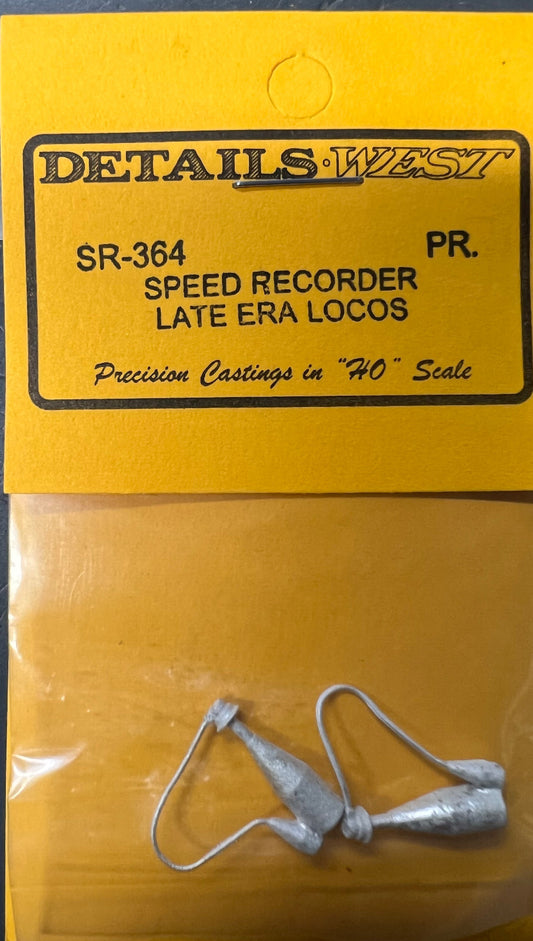 DETAILS·WEST
SR-364 PR.
SPEED RECORDER
LATE ERA LOCOS
Precision Castings in "HO" Scale